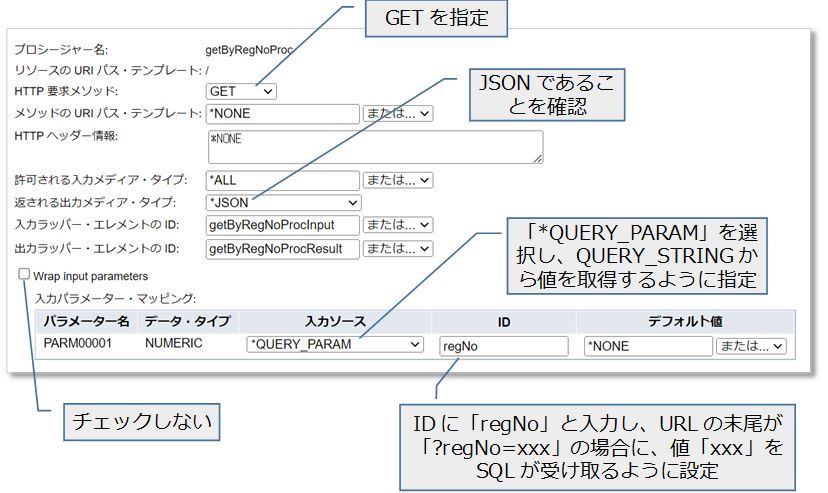 GET を指定
プロシージャー名: getByRegNoProc
リソースの URI パス・テンプレート: /
HTTP 要求メソッド: GET
JSON であるこ
とを確認
メソッドの URI パス・テンプレート: *NONE または...
HTTP ヘッダー情報: *NONE
許可される入力メディア・タイプ: *ALL または...
返される出力メディア・タイプ: *JSON
入力ラッパー・エレメントの ID: getByRegNoProcInput または...
出力ラッパー・エレメントの ID: getByRegNoProcResult または...
「*QUERY_PARAM」を選
択し、QUERY_STRINGか
ら値を取得するように指定
Wrap input parameters
入力パラメーター・マッピング:
パラメーター名 データ・タイプ 入力ソース ID デフォルト値
PARM00001 NUMERIC *QUERY_PARAM regNo *NONE または...
チェックしない
ID に「regNo」と入力し、URL の末尾が
「?regNo=xxx」の場合に、値「xxx」を
SQL が受け取るように設定